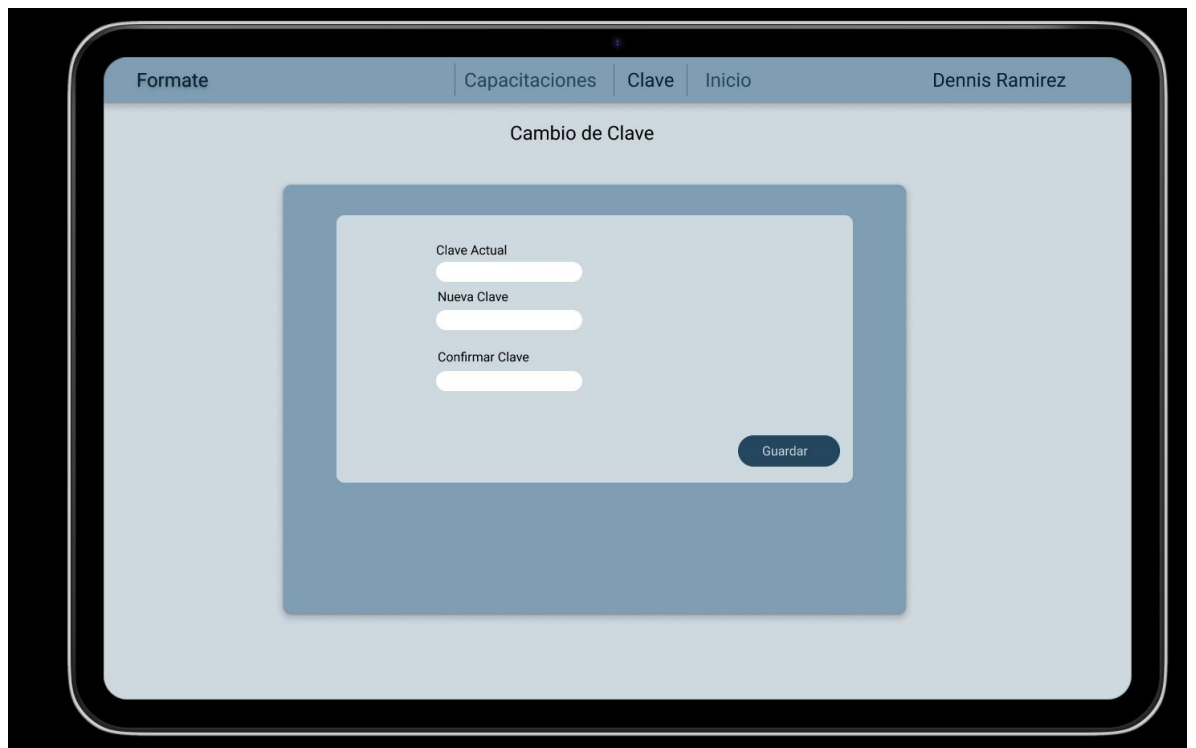 Formate Capacitaciones Clave Inicio Dennis Ramirez
Cambio de Clave
Clave Actual
Nueva Clave
Confirmar Clave
Guardar